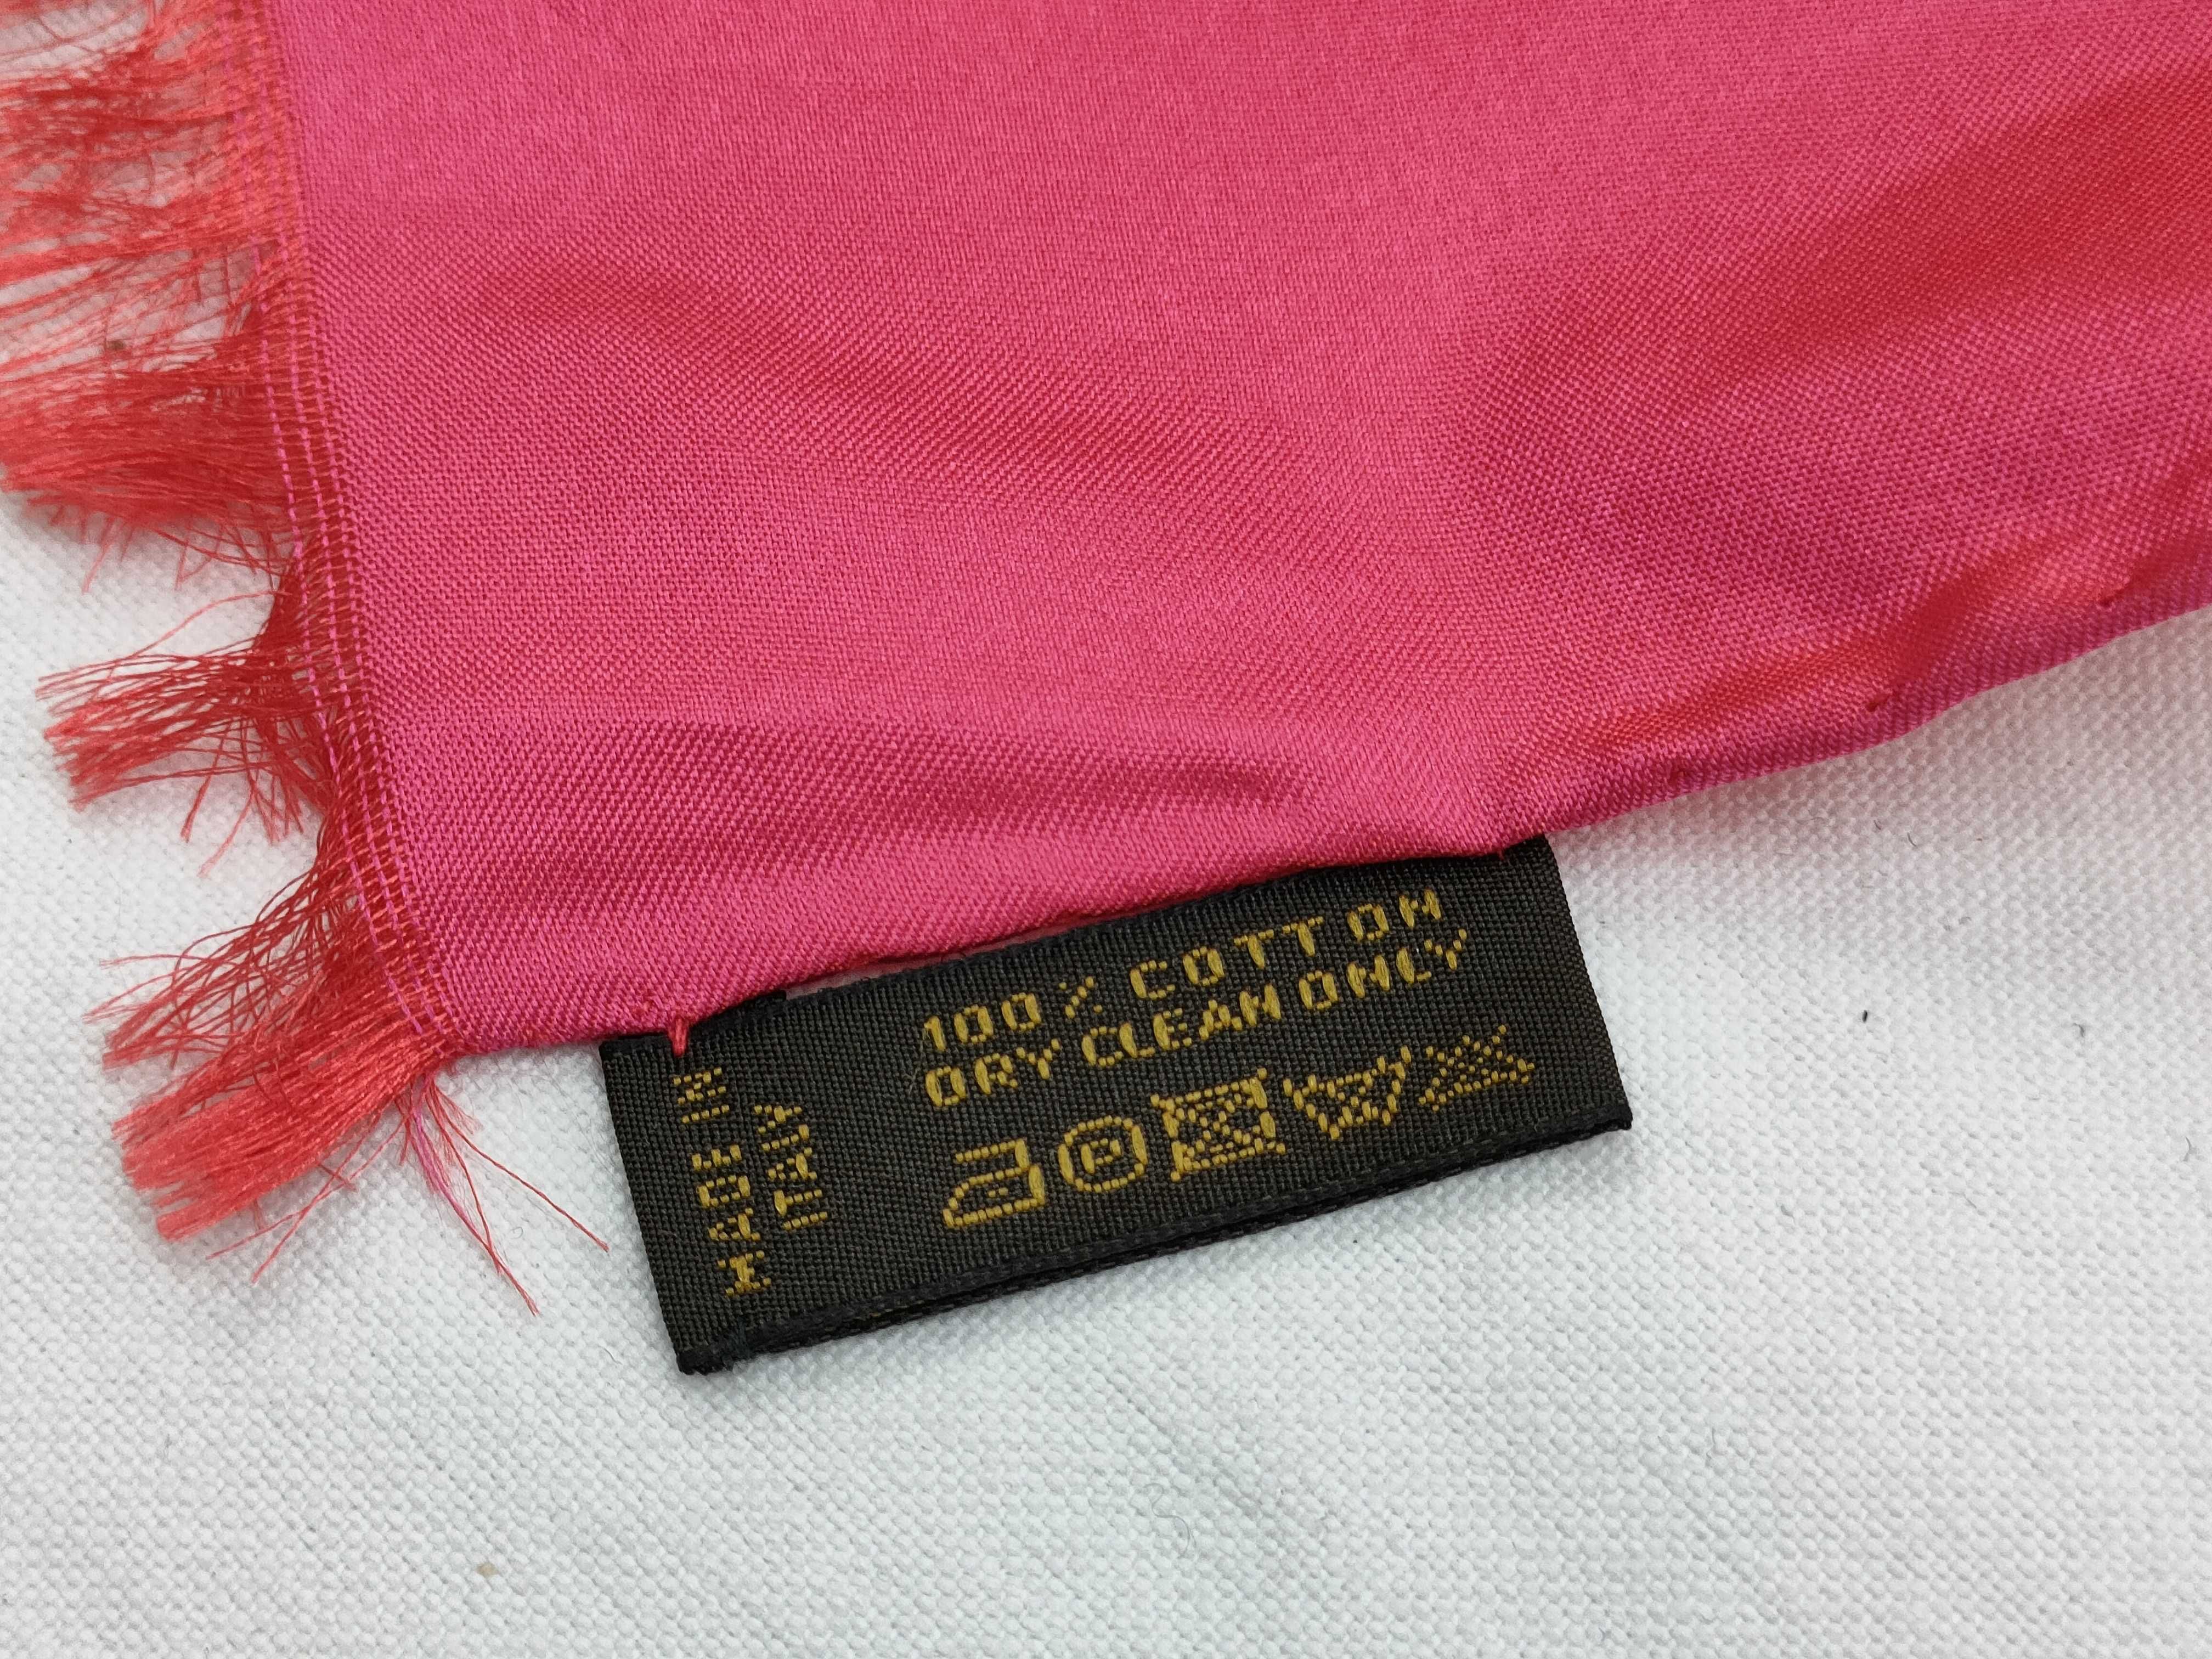 100% COTTON
DRY CLEAN ONLY
P
MADE IN
ITALY